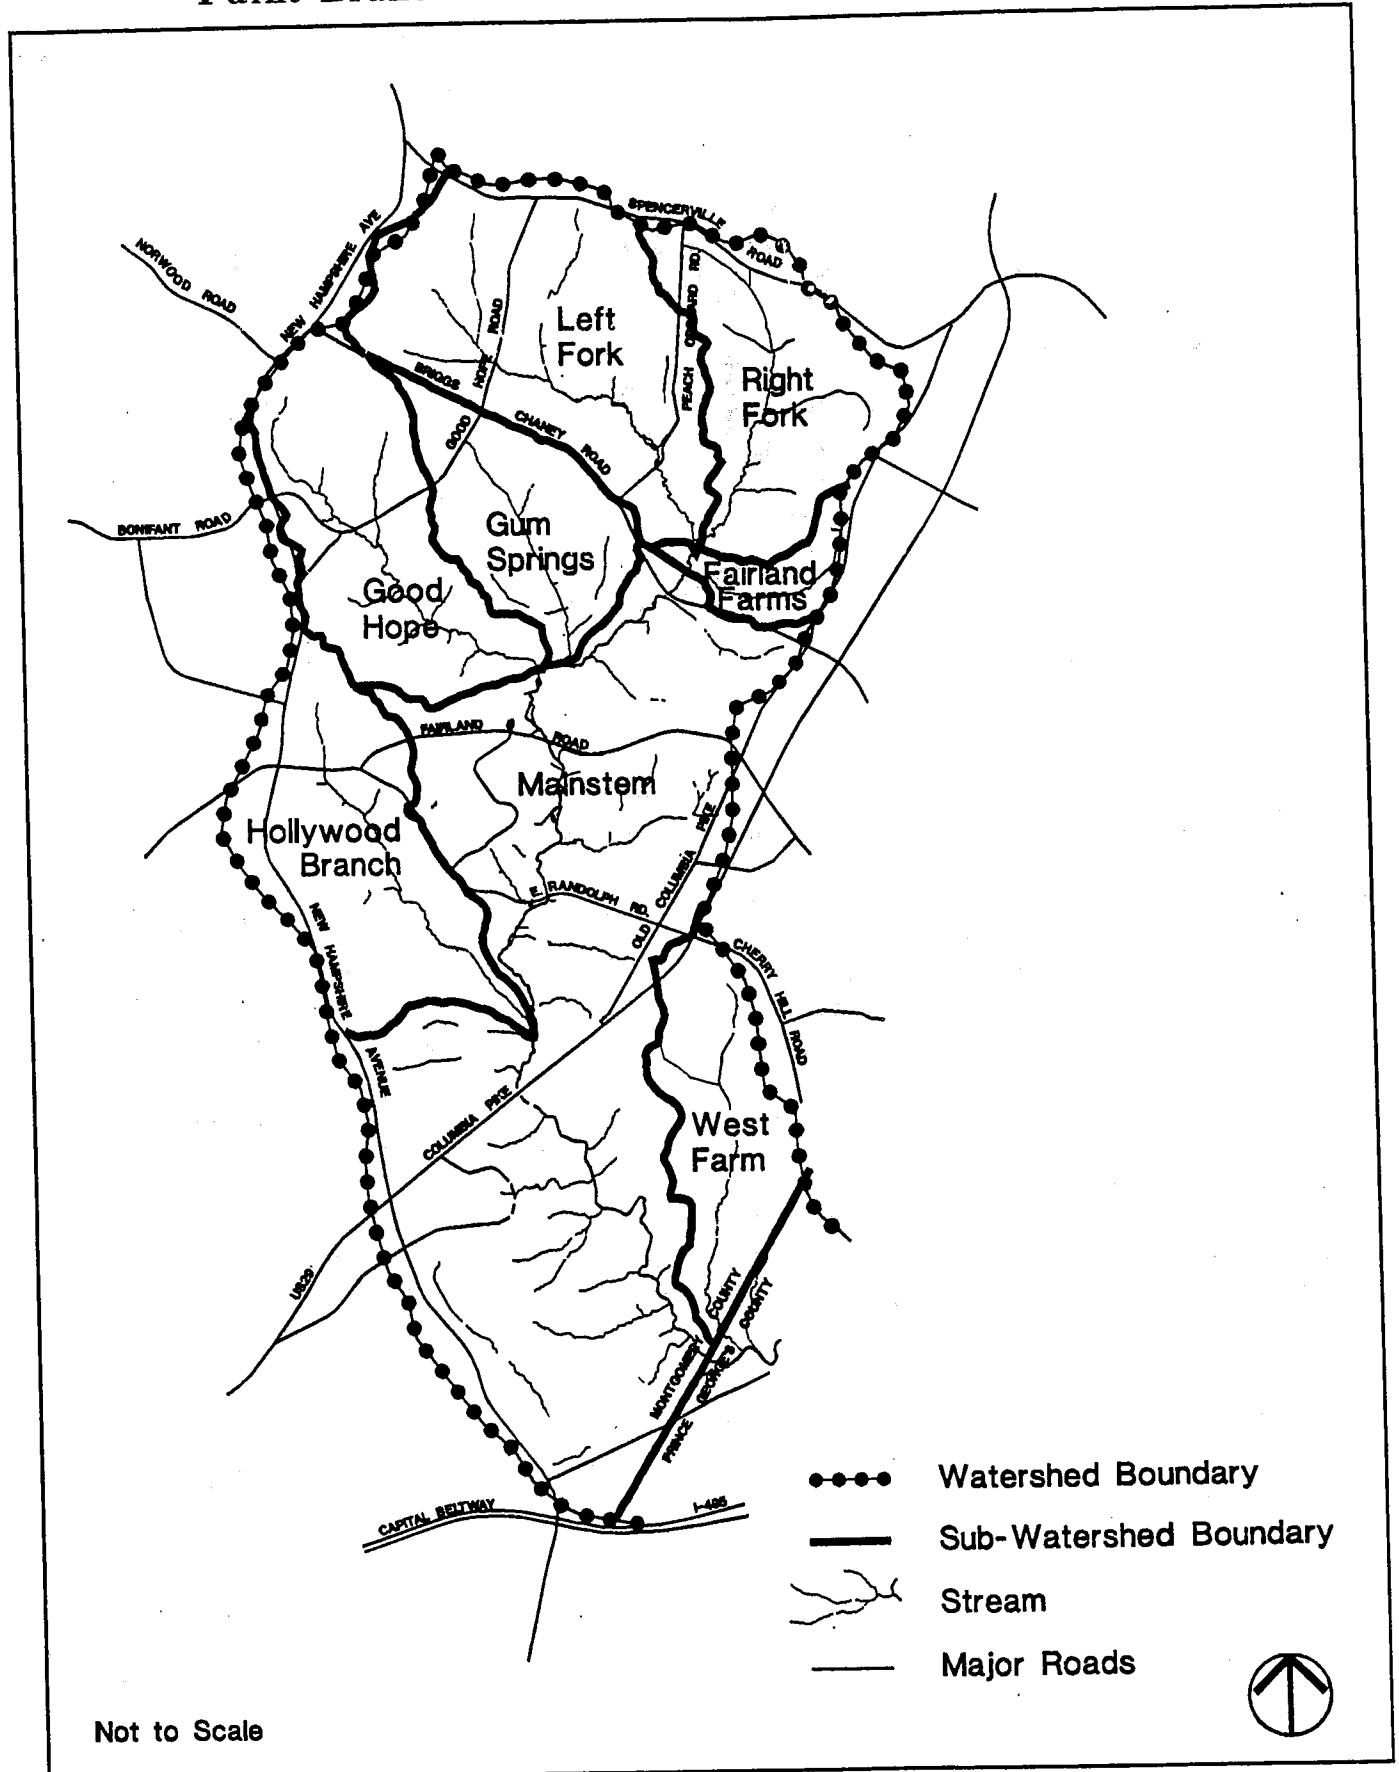 SPENCERVILLE
ROAD
NEW HAMPSHIRE AVE
NORWOOD ROAD
Left
Fork
PEACH ORCHARD RD.
Right
Fork
GOOD HOPE ROAD
BRIGGS CHANEY ROAD
BONIFANT ROAD
Gum
Springs
Good
Hope
Fairland
Farms
FAIRLAND ROAD
Mainstem
Hollywood
Branch
OLD COLUMBIA PIKE
E. RANDOLPH RD.
NEW HAMPSHIRE AVENUE
CHERRY HILL ROAD
COLUMBIA PIKE
West
Farm
US29
MONTGOMERY COUNTY
PRINCE GEORGE'S COUNTY
CAPITAL BELTWAY
I-495
Watershed Boundary
Sub-Watershed Boundary
Stream
Major Roads
Not to Scale